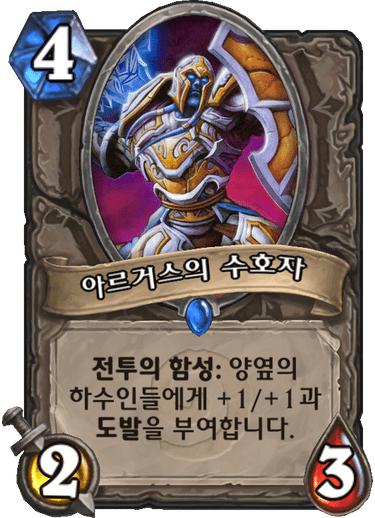 4
아르거스의 수호자
전투의 함성: 양옆의
하수인들에게 +1/+1과
도발을 부여합니다.
2
3